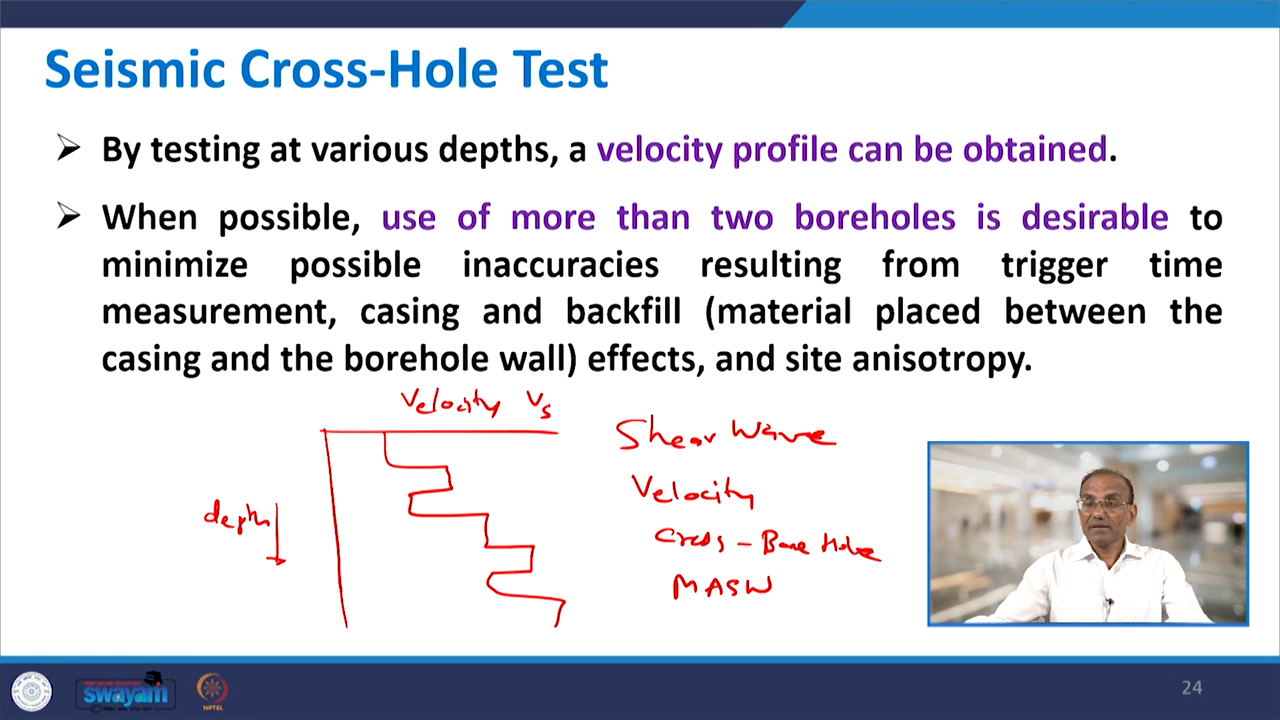 Seismic Cross-Hole Test
➤ By testing at various depths, a velocity profile can be obtained.
➤ When possible, use of more than two boreholes is desirable to
minimize possible inaccuracies resulting from trigger time
measurement, casing and backfill (material placed between the
casing and the borehole wall) effects, and site anisotropy.
Velocity Vs
Shear Wave
Velocity
depth
Cross - Bore Hole
MASW
swayam
NPTEL
24